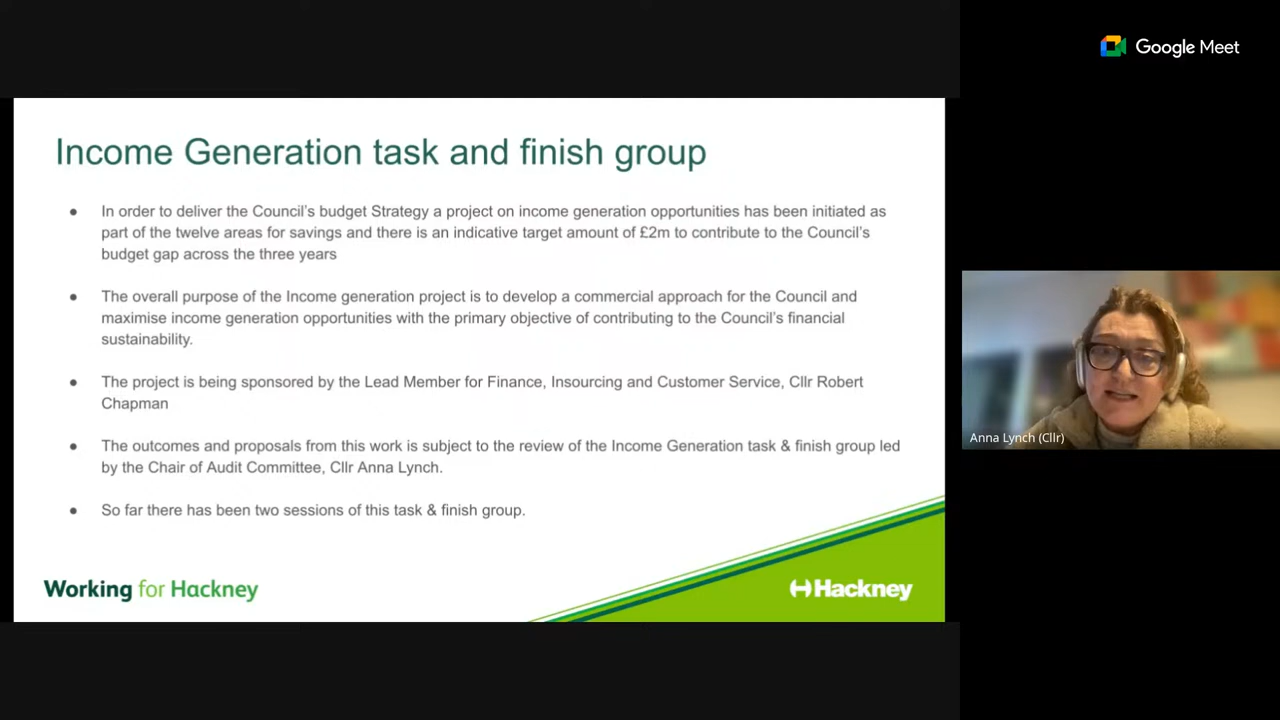 Google Meet
Income Generation task and finish group
● In order to deliver the Council's budget Strategy a project on income generation opportunities has been initiated as
part of the twelve areas for savings and there is an indicative target amount of £2m to contribute to the Council's
budget gap across the three years
● The overall purpose of the Income generation project is to develop a commercial approach for the Council and
maximise income generation opportunities with the primary objective of contributing to the Council's financial
sustainability.
● The project is being sponsored by the Lead Member for Finance, Insourcing and Customer Service, Cllr Robert
Chapman
● The outcomes and proposals from this work is subject to the review of the Income Generation task & finish group led
by the Chair of Audit Committee, Cllr Anna Lynch.
● So far there has been two sessions of this task & finish group.
Working for Hackney
Hackney
Anna Lynch (Cllr)